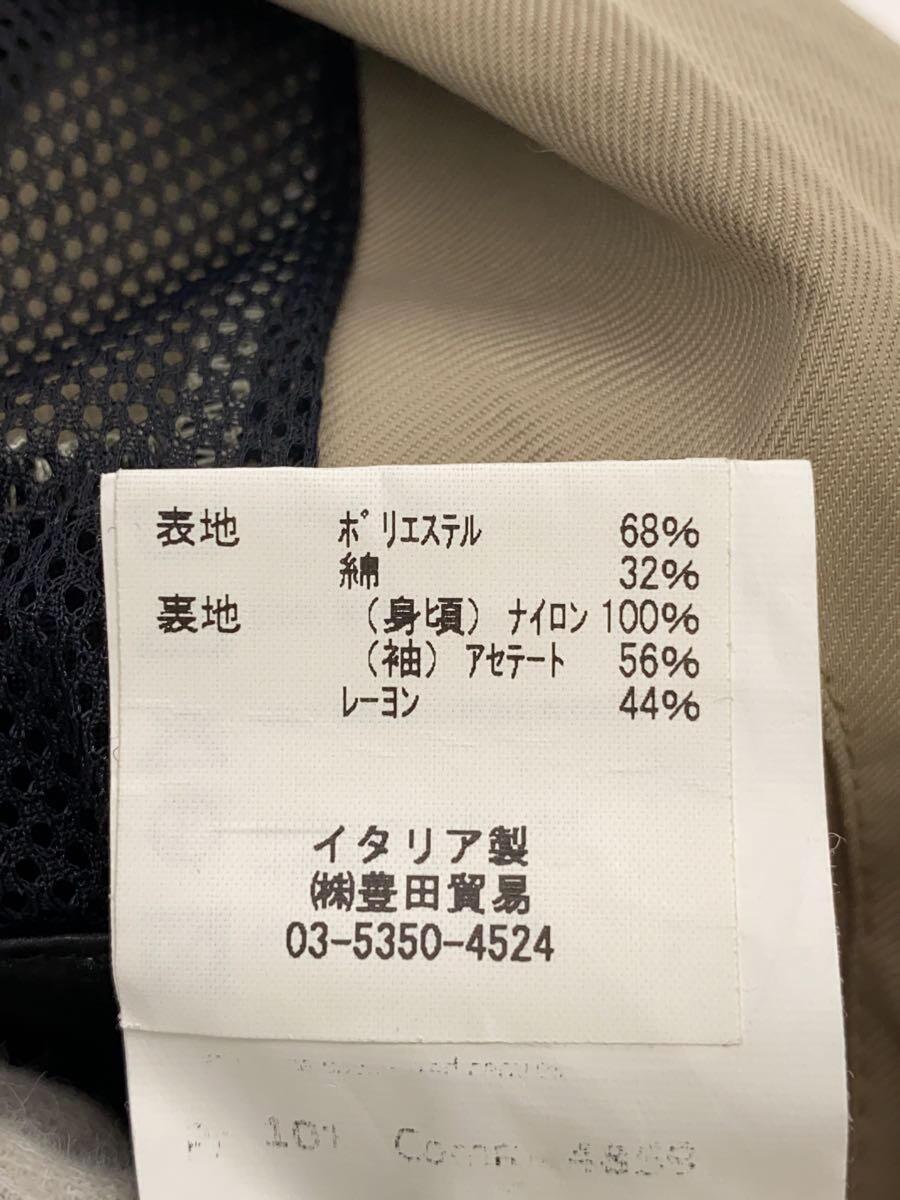 表地 ポリエステル 68%
綿 32%
裏地 (身頃) ナイロン 100%
(袖) アセテート 56%
レーヨン 44%
イタリア製
㈱豊田貿易
03-5350-4524
101